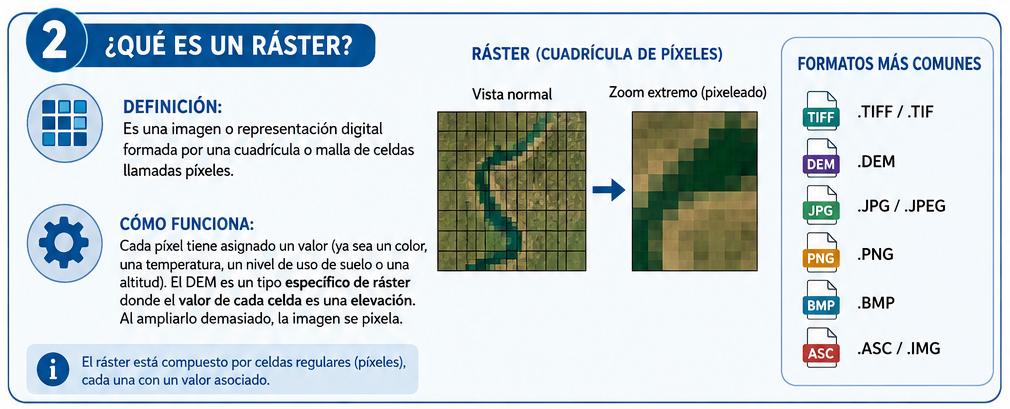 2
¿QUÉ ES UN RÁSTER?
DEFINICIÓN:
Es una imagen o representación digital
formada por una cuadrícula o malla de celdas
llamadas píxeles.
CÓMO FUNCIONA:
Cada píxel tiene asignado un valor (ya sea un color,
una temperatura, un nivel de uso de suelo o una
altitud). El DEM es un tipo específico de ráster
donde el valor de cada celda es una elevación.
Al ampliarlo demasiado, la imagen se pixela.
i
El ráster está compuesto por celdas regulares (píxeles),
cada una con un valor asociado.
RÁSTER (CUADRÍCULA DE PÍXELES)
Vista normal
Zoom extremo (pixeleado)
FORMATOS MÁS COMUNES
TIFF .TIFF / .TIF
DEM .DEM
JPG .JPG / .JPEG
PNG .PNG
BMP .BMP
ASC .ASC / .IMG